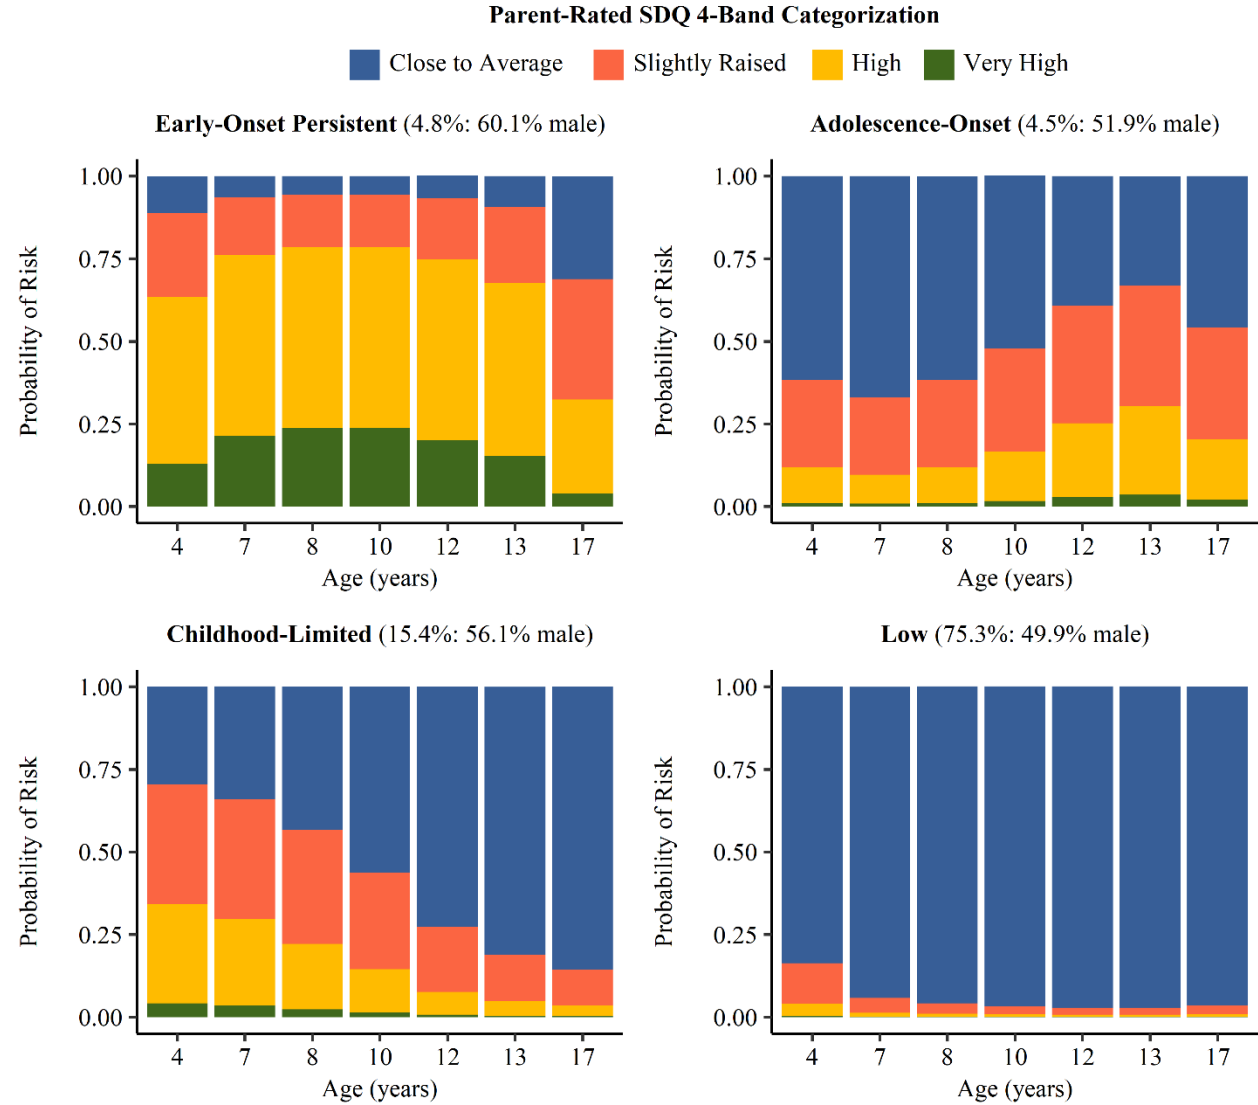 Parent-Rated SDQ 4-Band Categorization
Close to Average Slightly Raised High Very High
Early-Onset Persistent (4.8%: 60.1% male)
Probability of Risk
1.00
0.75
0.50
0.25
0.00
4 7 8 10 12 13 17
Age (years)
Adolescence-Onset (4.5%: 51.9% male)
Probability of Risk
1.00
0.75
0.50
0.25
0.00
4 7 8 10 12 13 17
Age (years)
Childhood-Limited (15.4%: 56.1% male)
Probability of Risk
1.00
0.75
0.50
0.25
0.00
4 7 8 10 12 13 17
Age (years)
Low (75.3%: 49.9% male)
Probability of Risk
1.00
0.75
0.50
0.25
0.00
4 7 8 10 12 13 17
Age (years)